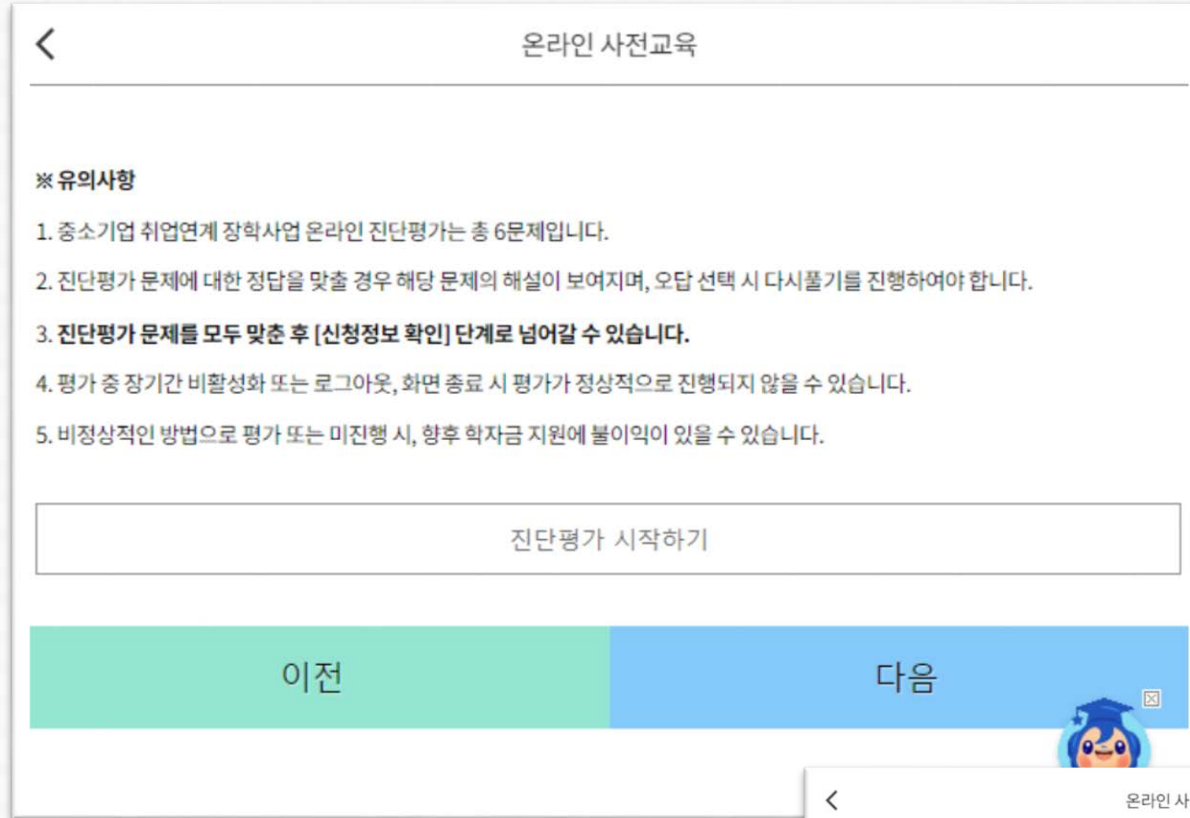 온라인 사전교육
※ 유의사항
1. 중소기업 취업연계 장학사업 온라인 진단평가는 총 6문제입니다.
2. 진단평가 문제에 대한 정답을 맞출 경우 해당 문제의 해설이 보여지며, 오답 선택 시 다시풀기를 진행하여야 합니다.
3. 진단평가 문제를 모두 맞춘 후 [신청정보 확인] 단계로 넘어갈 수 있습니다.
4. 평가 중 장기간 비활성화 또는 로그아웃, 화면 종료 시 평가가 정상적으로 진행되지 않을 수 있습니다.
5. 비정상적인 방법으로 평가 또는 미진행 시, 향후 학자금 지원에 불이익이 있을 수 있습니다.
진단평가 시작하기
이전 다음
온라인 사